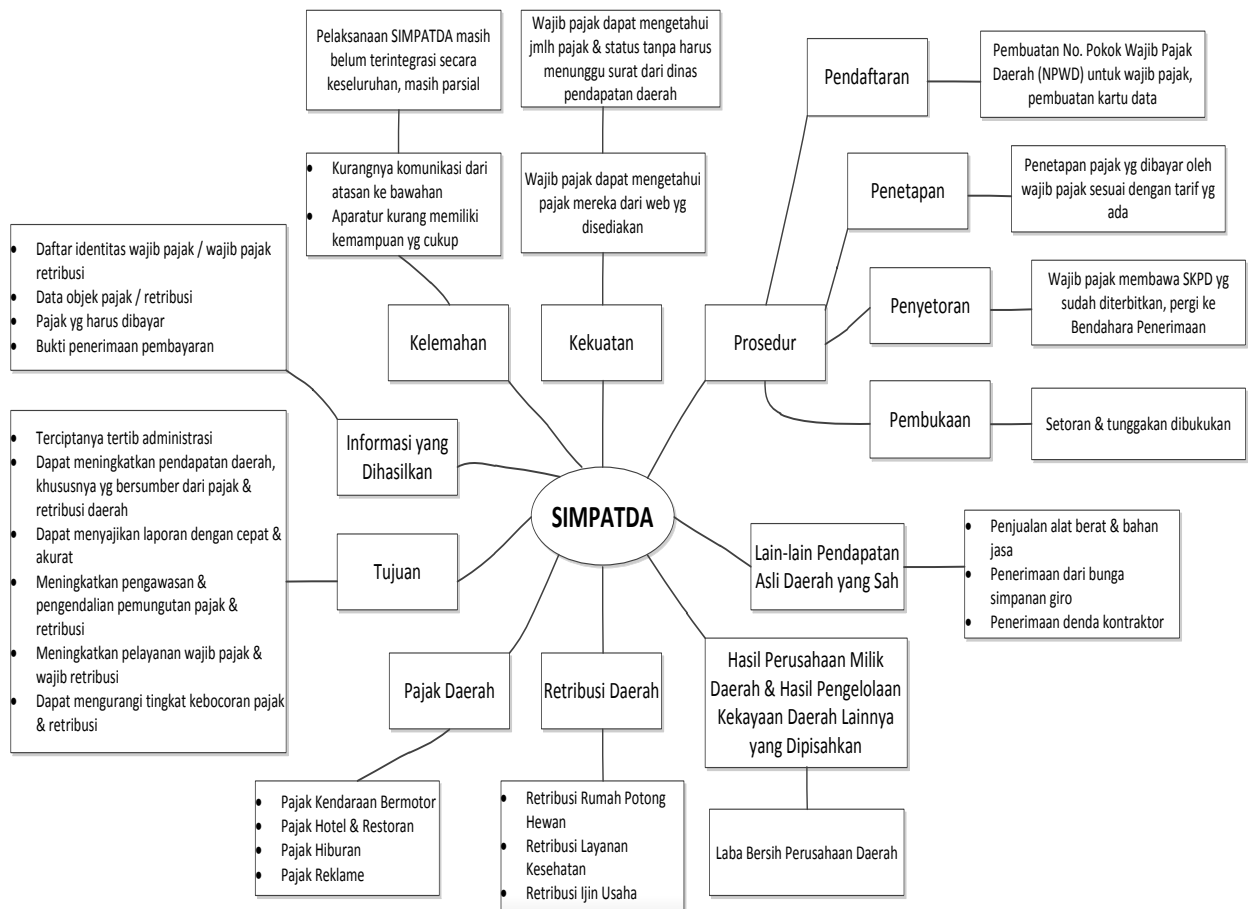 Pelaksanaan SIMPATDA masih
belum terintegrasi secara
keseluruhan, masih parsial
Wajib pajak dapat mengetahui
jmlh pajak & status tanpa harus
menunggu surat dari dinas
pendapatan daerah
Pendaftaran
Pembuatan No. Pokok Wajib Pajak
Daerah (NPWD) untuk wajib pajak,
pembuatan kartu data
• Kurangnya komunikasi dari
atasan ke bawahan
• Aparatur kurang memiliki
kemampuan yg cukup
Wajib pajak dapat mengetahui
pajak mereka dari web yg
disediakan
Penetapan
Penetapan pajak yg dibayar oleh
wajib pajak sesuai dengan tarif yg
ada
• Daftar identitas wajib pajak / wajib pajak
retribusi
• Data objek pajak / retribusi
• Pajak yg harus dibayar
• Bukti penerimaan pembayaran
Kelemahan
Kekuatan
Prosedur
Penyetoran
Wajib pajak membawa SKPD yg
sudah diterbitkan, pergi ke
Bendahara Penerimaan
Pembukaan
Setoran & tunggakan dibukukan
Informasi yang
Dihasilkan
• Terciptanya tertib administrasi
• Dapat meningkatkan pendapatan daerah,
khususnya yg bersumber dari pajak &
retribusi daerah
• Dapat menyajikan laporan dengan cepat &
akurat
• Meningkatkan pengawasan &
pengendalian pemungutan pajak &
retribusi
• Meningkatkan pelayanan wajib pajak &
wajib retribusi
• Dapat mengurangi tingkat kebocoran pajak
& retribusi
Tujuan
SIMPATDA
Lain-lain Pendapatan
Asli Daerah yang Sah
• Penjualan alat berat & bahan
jasa
• Penerimaan dari bunga
simpanan giro
• Penerimaan denda kontraktor
Pajak Daerah
Retribusi Daerah
Hasil Perusahaan Milik
Daerah & Hasil Pengelolaan
Kekayaan Daerah Lainnya
yang Dipisahkan
• Pajak Kendaraan Bermotor
• Pajak Hotel & Restoran
• Pajak Hiburan
• Pajak Reklame
• Retribusi Rumah Potong
Hewan
• Retribusi Layanan
Kesehatan
• Retribusi Ijin Usaha
Laba Bersih Perusahaan Daerah